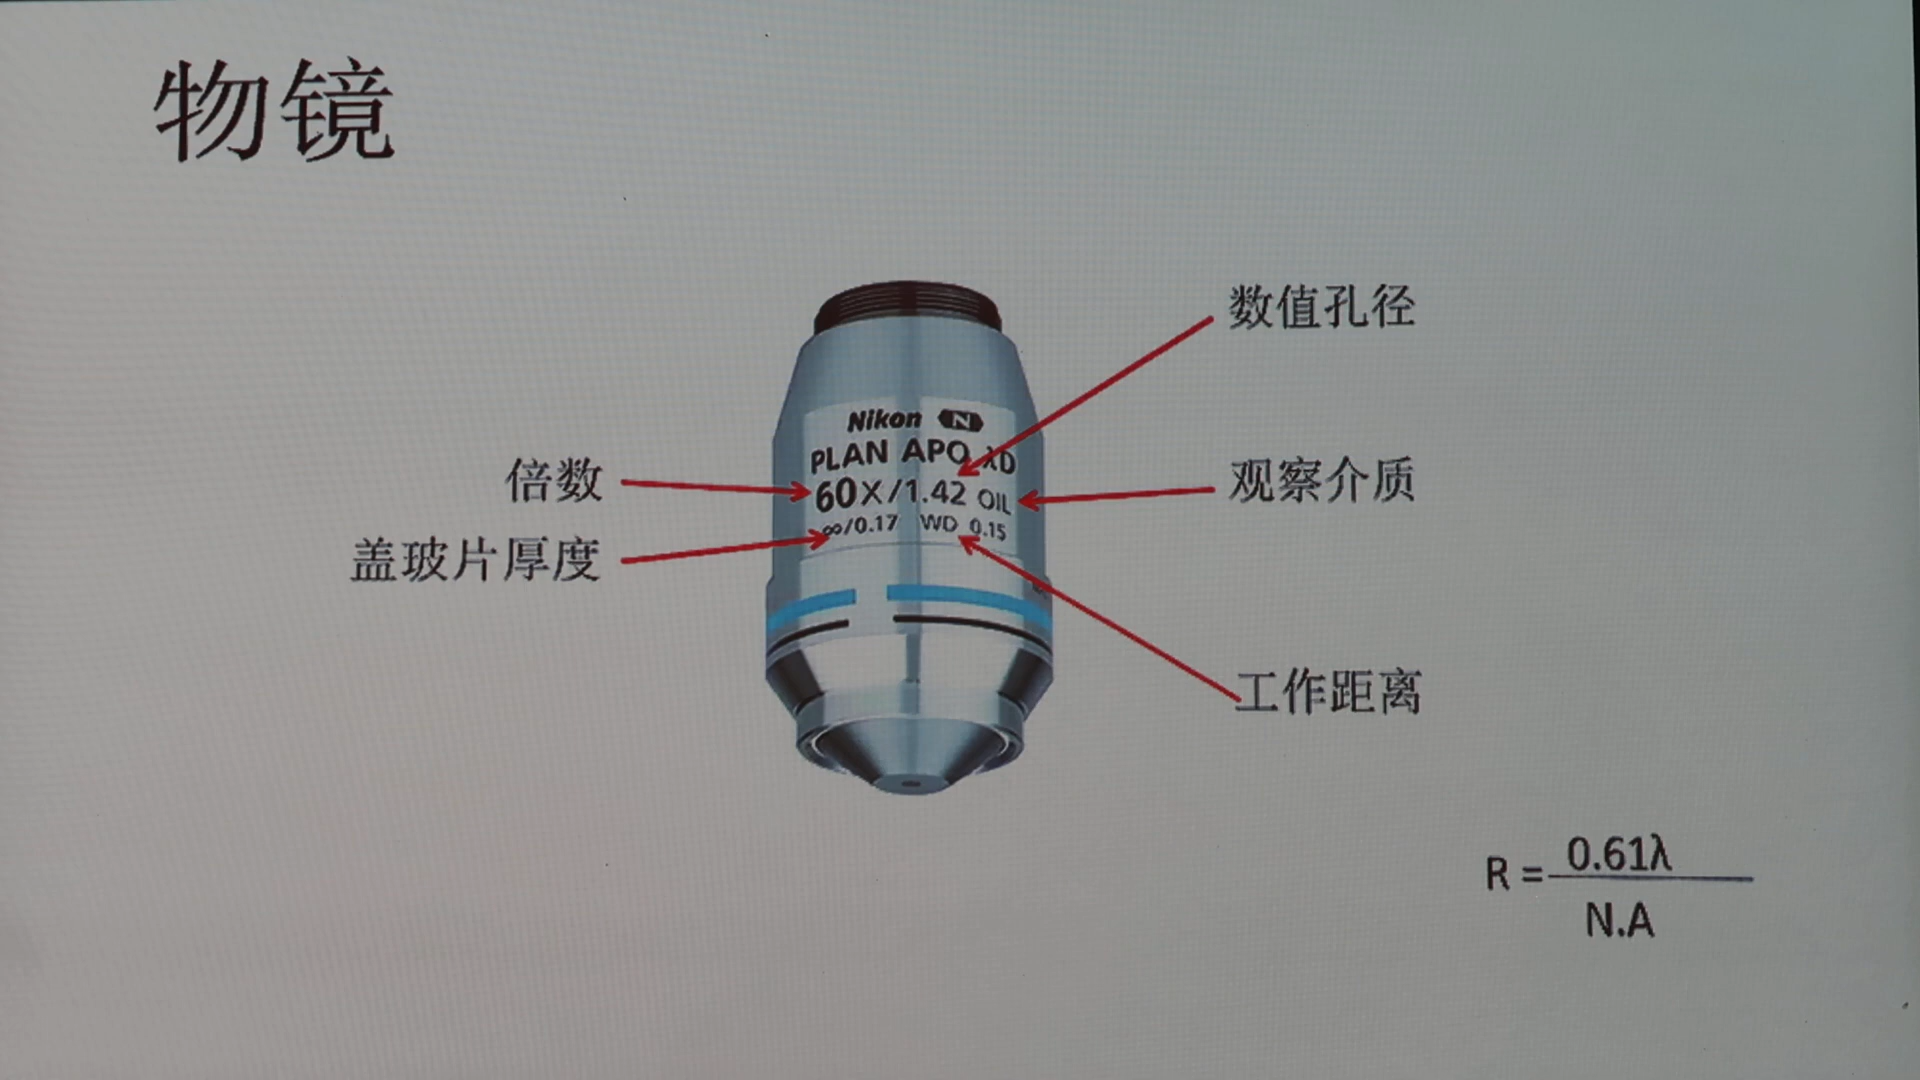 物镜
数值孔径
Nikon N
PLAN APO λD
倍数
60X/1.42 OIL
观察介质
∞/0.17 WD 0.15
盖玻片厚度
工作距离
R = 0.61λ
N.A